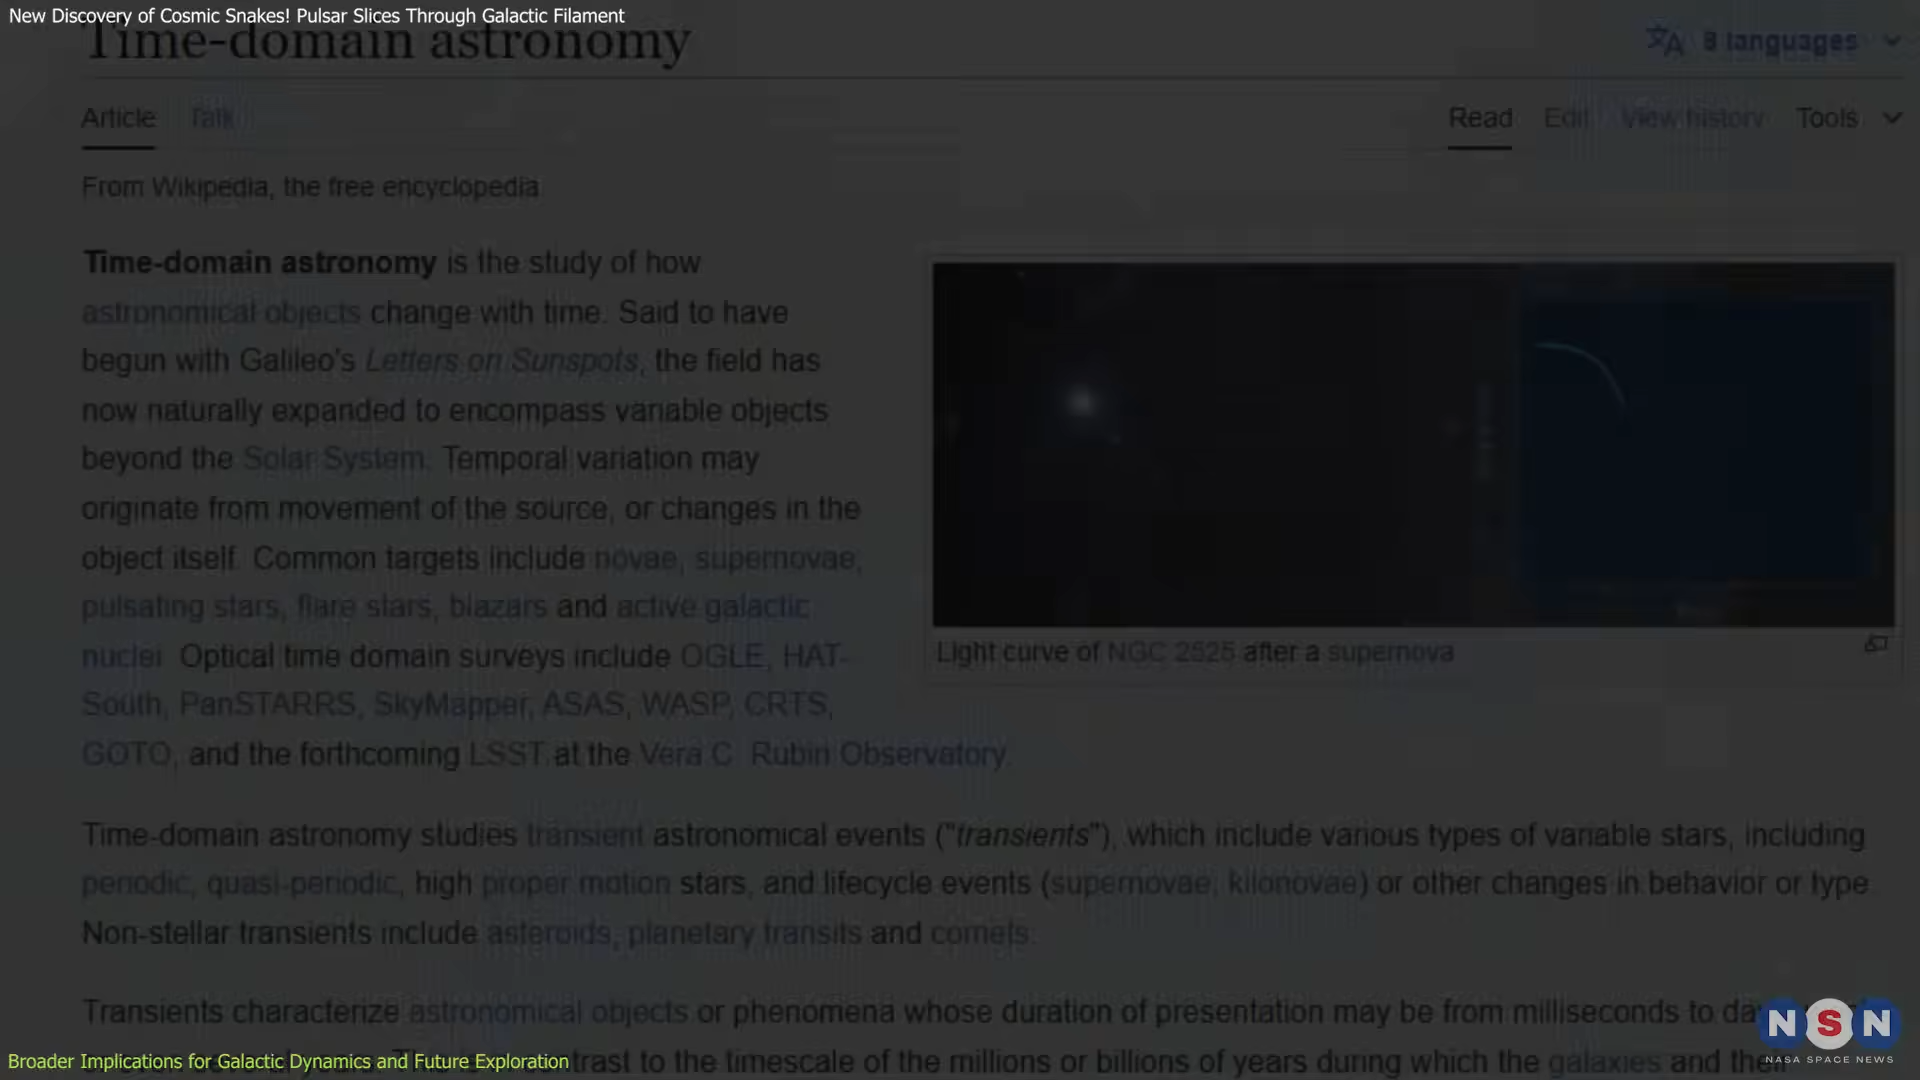 New Discovery of Cosmic Snakes! Pulsar Slices Through Galactic Filament
Time-domain astronomy
8 languages
Article Talk
Read Edit View history Tools
From Wikipedia, the free encyclopedia
Time-domain astronomy is the study of how
astronomical objects change with time. Said to have
begun with Galileo's Letters on Sunspots, the field has
now naturally expanded to encompass variable objects
beyond the Solar System. Temporal variation may
originate from movement of the source, or changes in the
object itself. Common targets include novae, supernovae,
pulsating stars, flare stars, blazars and active galactic
nuclei. Optical time domain surveys include OGLE, HAT-
South, PanSTARRS, SkyMapper, ASAS, WASP, CRTS,
GOTO, and the forthcoming LSST at the Vera C. Rubin Observatory.
Light curve of NGC 2525 after a supernova
Time-domain astronomy studies transient astronomical events ("transients"), which include various types of variable stars, including
periodic, quasi-periodic, high proper motion stars, and lifecycle events (supernovae, kilonovae) or other changes in behavior or type.
Non-stellar transients include asteroids, planetary transits and comets.
Transients characterize astronomical objects or phenomena whose duration of presentation may be from milliseconds to
trast to the timescale of the millions or billions of years during which the galaxies and their
Broader Implications for Galactic Dynamics and Future Exploration
NSN
NASA SPACE NEWS